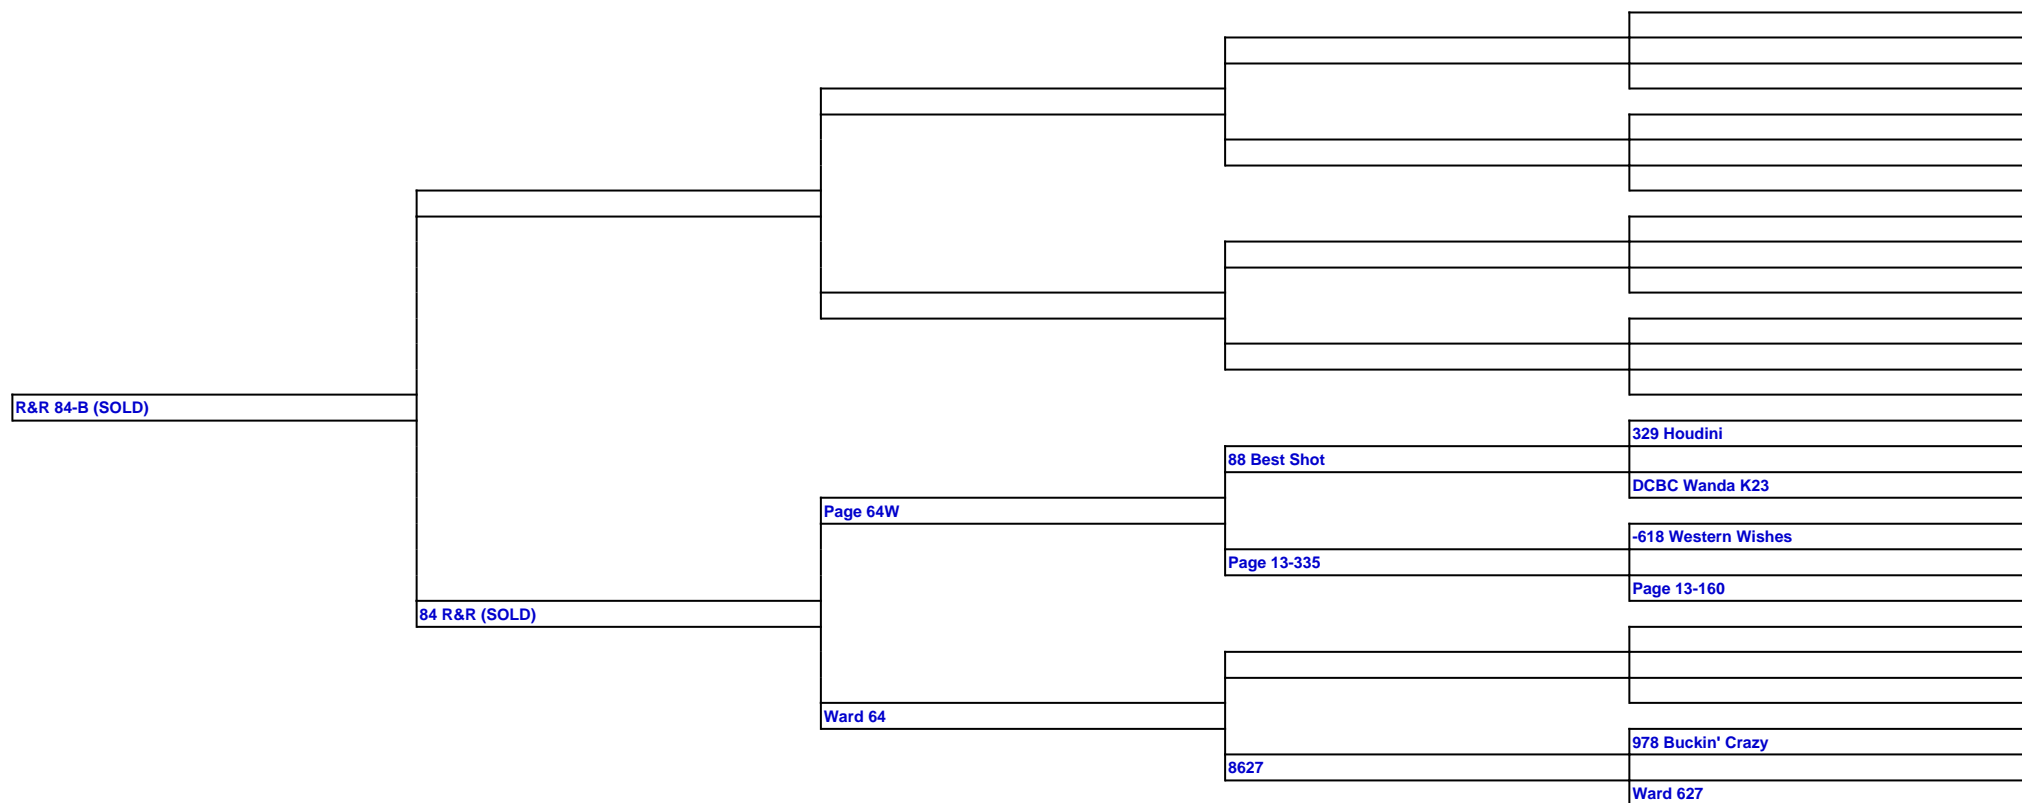 R&R 84-B (SOLD)
329 Houdini
88 Best Shot
DCBC Wanda K23
Page 64W
-618 Western Wishes
Page 13-335
Page 13-160
84 R&R (SOLD)
Ward 64
978 Buckin' Crazy
8627
Ward 627